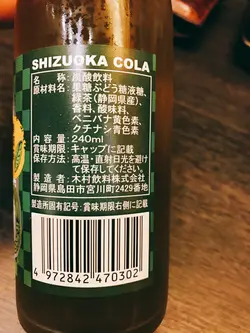 SHIZUOKA COLA
名　称：炭酸飲料
原材料名：果糖ぶどう糖液糖、
緑茶(静岡県産)、
香料、酸味料、
ベニバナ黄色素、
クチナシ青色素
内容量：240ml
賞味期限：キャップに記載
保存方法：高温・直射日光を避け
て保存してください。
製造者：木村飲料株式会社
静岡県島田市宮川町2429番地
4 972842 470302
製造所固有記号：賞味期限右側に記載